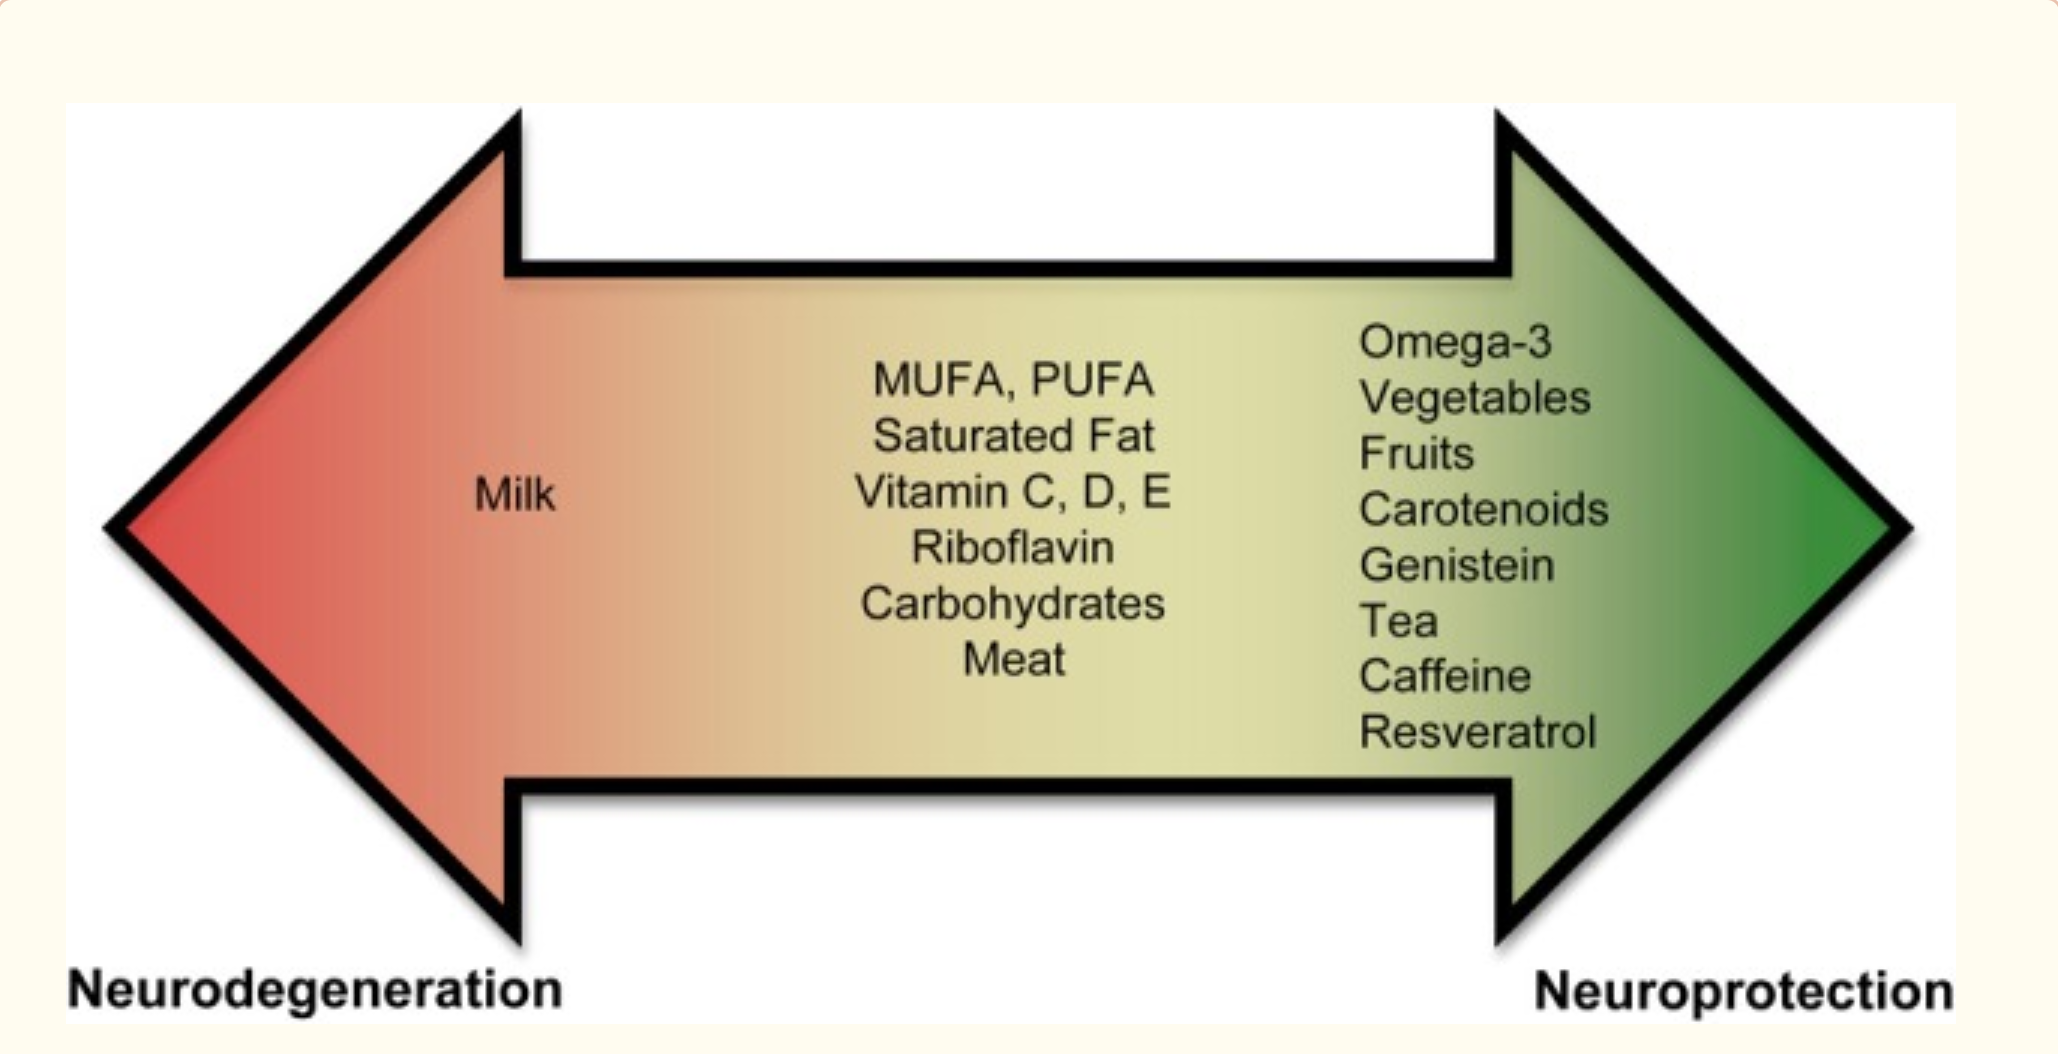 Milk
MUFA, PUFA
Saturated Fat
Vitamin C, D, E
Riboflavin
Carbohydrates
Meat
Omega-3
Vegetables
Fruits
Carotenoids
Genistein
Tea
Caffeine
Resveratrol
Neurodegeneration
Neuroprotection